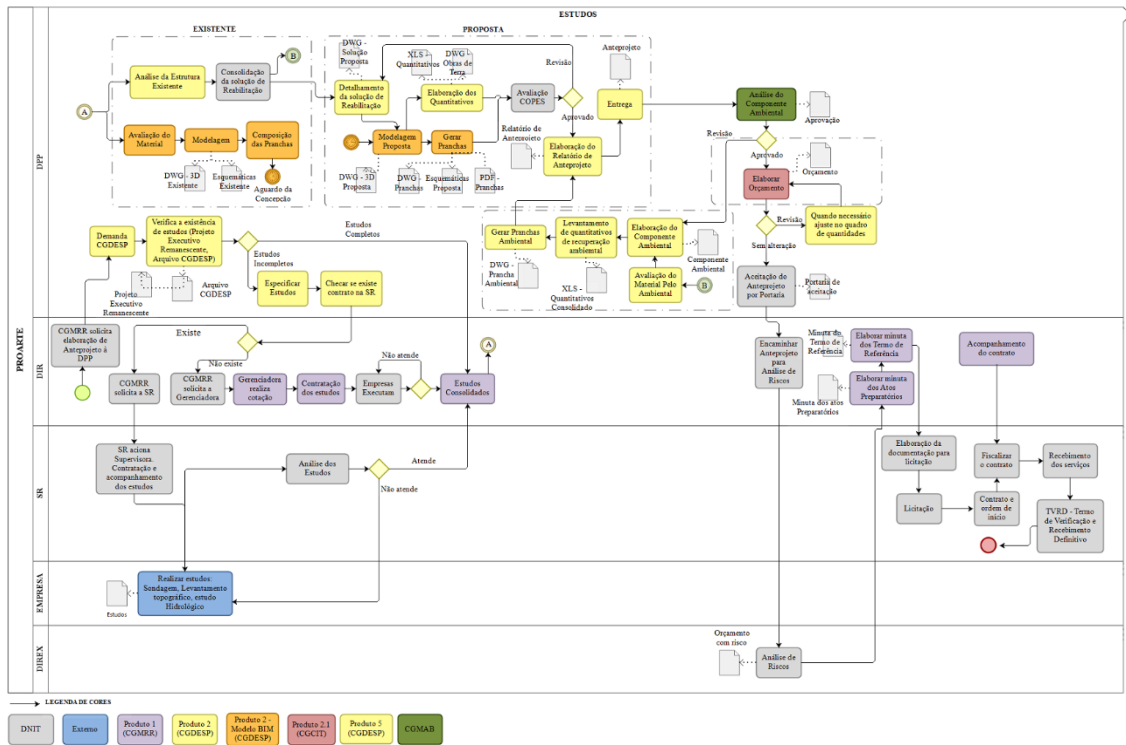 ESTUDOS
EXISTENTE
PROPOSTA
PROARTE
DPP
DIR
SR
EMPRESA
DIREX
A
Análise da Estrutura
Existente
Consolidação
da solução de
Reabilitação
B
Avaliação do
Material
Modelagem
Composição
das Pranchas
DWG - 3D
Existente
Esquemáticas
Existente
C
Aguardo da
Concepção
DWG -
Solução
Proposta
XLS -
Quantitativos
DWG -
Obras de
Terra
Revisão
Anteprojeto
Detalhamento
da solução de
Reabilitação
Elaboração dos
Quantitativos
Avaliação
COPES
Entrega
Aprovado
C
Modelagem
Proposta
Gerar
Pranchas
Relatório de
Anteprojeto
Elaboração do
Relatório de
Anteprojeto
DWG - 3D
Proposta
DWG -
Pranchas
Esquemáticas
Proposta
PDF -
Pranchas
Análise do
Componente
Ambiental
Aprovação
Revisão
Aprovado
Elaborar
Orçamento
Orçamento
Revisão
Quando necessário
ajuste no quadro
de quantidades
Sem alteração
Aceitação do
Anteprojeto
por Portaria
Portaria de
aceitação
Demanda
CGDESP
Verifica a existência
de estudos (Projeto
Executivo
Remanescente,
Arquivo CGDESP)
Estudos
Completos
Estudos
Incompletos
Projeto
Executivo
Remanescente
Arquivo
CGDESP
Especificar
Estudos
Checar se existe
contrato na SR
Gerar Pranchas
Ambiental
Levantamento
de quantitativos
de recuperação
ambiental
Elaboração do
Componente
Ambiental
DWG -
Prancha
Ambiental
XLS -
Quantitativos
Consolidado
Avaliação do
Material Pelo
Ambiental
Componente
Ambiental
B
CGMRR solicita
elaboração de
Anteprojeto à
DPP
Existe
Não existe
CGMRR
solicita a SR
CGMRR
solicita a
Gerenciadora
Gerenciadora
realiza
cotação
Contratação
dos estudos
Empresas
Executam
Não atende
Estudos
Consolidados
A
Encaminhar
Anteprojeto
para
Análise de
Riscos
Minuta do
Termo de
Referência
Elaborar minuta
dos Termo de
Referência
Elaborar minuta
dos Atos
Preparatórios
Minuta dos atos
Preparatórios
Acompanhamento
do contrato
SR aciona
Supervisora.
Contratação e
acompanhamento
dos estudos
Análise dos
Estudos
Atende
Não atende
Elaboração da
documentação para
licitação
Fiscalizar
o contrato
Recebimento
dos serviços
Licitação
Contrato e
ordem de
início
TVRD - Termo
de Verificação e
Recebimento
Definitivo
Realizar estudos:
Sondagem, Levantamento
topográfico, estudo
Hidrológico
Estudos
Orçamento
com risco
Análise de
Riscos
LEGENDA DE CORES
DNIT
Externo
Produto 1
(CGMRR)
Produto 2
(CGDESP)
Produto 2 -
Modelo BIM
(CGDESP)
Produto 2.1
(CGCIT)
Produto 5
(CGDESP)
CGMAB